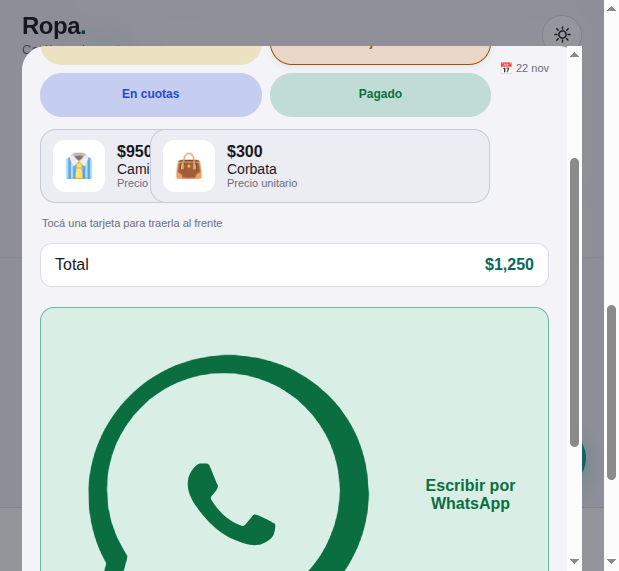 Ropa.
22 nov
En cuotas
Pagado
$950
Cami
Precio
$300
Corbata
Precio unitario
Tocá una tarjeta para traerla al frente
Total
$1,250
Escribir por
WhatsApp